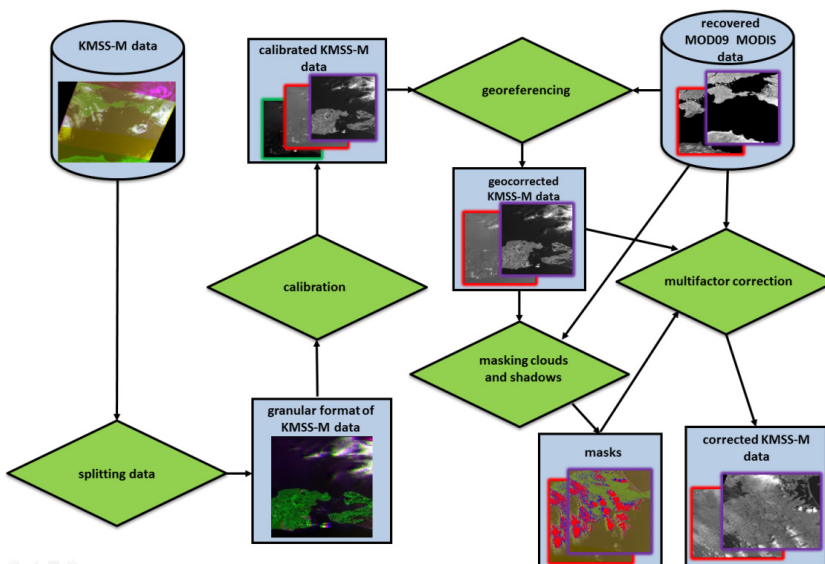 KMSS-M data
calibrated KMSS-M
data
georeferencing
recovered
MOD09 MODIS
data
geocorrected
KMSS-M data
calibration
multifactor correction
masking clouds
and shadows
granular format of
KMSS-M data
splitting data
masks
corrected KMSS-M
data